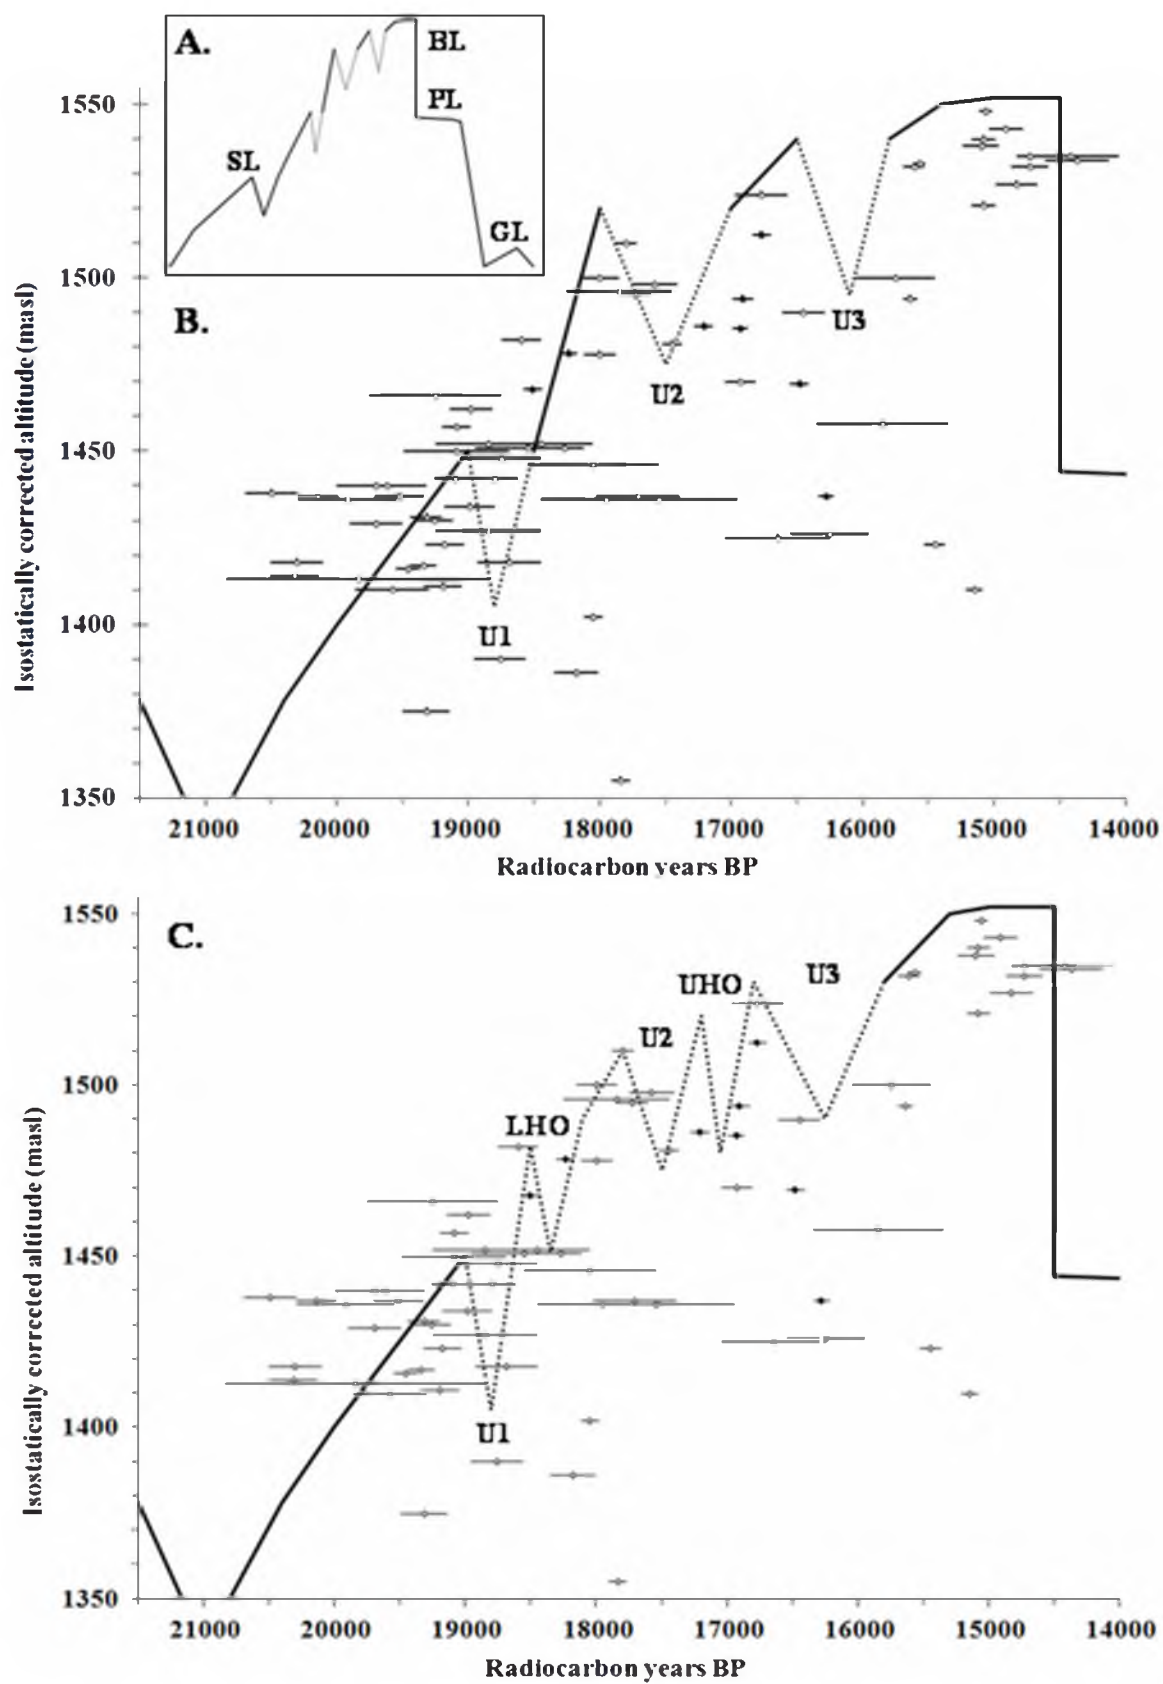 A.
BL
PL
SL
GL
1550
1500
1450
1400
1350
B.
U3
U2
U1
21000 20000 19000 18000 17000 16000 15000 14000
Radiocarbon years BP
Isostatically corrected altitude (masl)
1550
1500
1450
1400
1350
C.
U3
UHO
U2
LHO
U1
21000 20000 19000 18000 17000 16000 15000 14000
Radiocarbon years BP
Isostatically corrected altitude (masl)